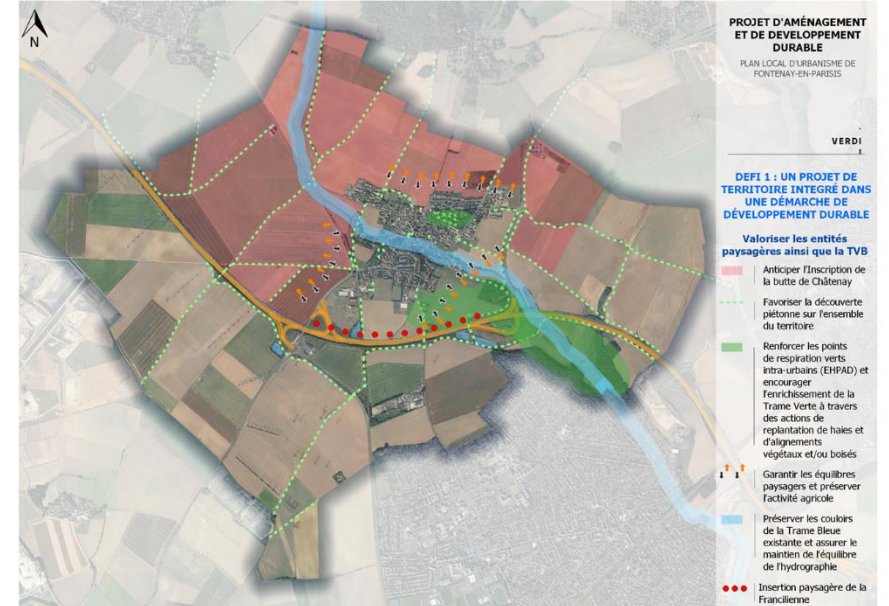 N
PROJET D'AMÉNAGEMENT
ET DE DEVELOPPEMENT
DURABLE
PLAN LOCAL D'URBANISME DE
FONTENAY-EN-PARISIS
VERDI
DEFI 1 : UN PROJET DE
TERRITOIRE INTEGRÉ DANS
UNE DÉMARCHE DE
DÉVELOPPEMENT DURABLE
Valoriser les entités
paysagères ainsi que la TVB
Anticiper l'Inscription de
la butte de Châtenay
Favoriser la découverte
piétonne sur l'ensemble
du territoire
Renforcer les points
de respiration verts
intra-urbains (EHPAD) et
encourager
l'enrichissement de la
Trame Verte à travers
des actions de
replantation de haies et
d'alignements
végétaux et/ou boisés
Garantir les équilibres
paysagers et préserver
l'activité agricole
Préserver les couloirs
de la Trame Bleue
existante et assurer le
maintien de l'équilibre
de l'hydrographie
Insertion paysagère de la
Francilienne